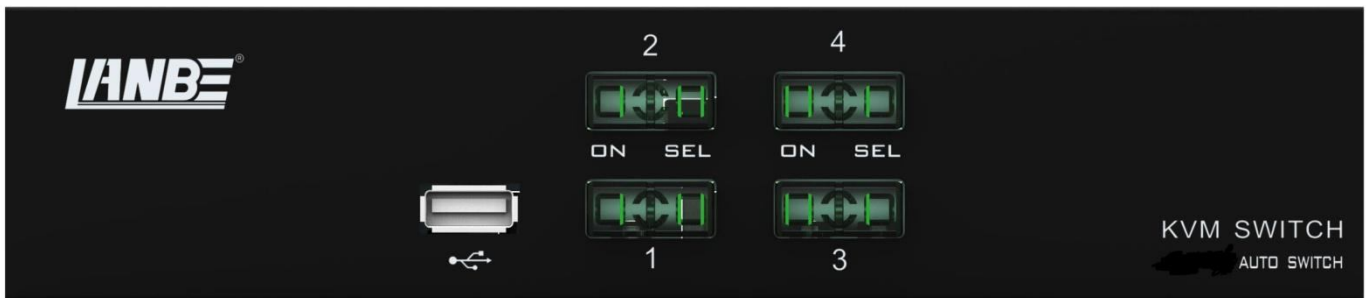 LANBE®
2 4
ON SEL ON SEL
1 3
KVM SWITCH
AUTO SWITCH